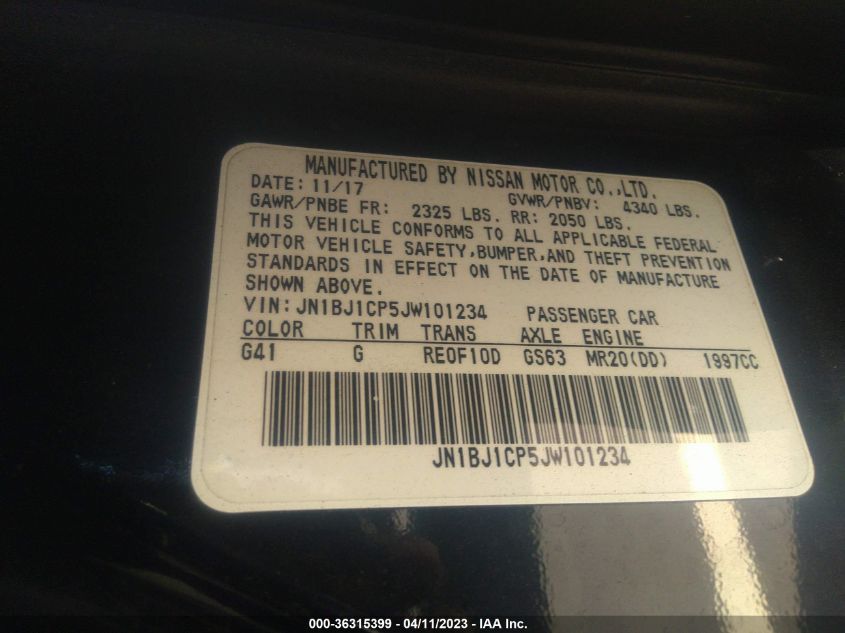 MANUFACTURED BY NISSAN MOTOR CO.,LTD.
DATE: 11/17 GVWR/PNBV: 4340 LBS.
GAWR/PNBE FR: 2325 LBS. RR: 2050 LBS.
THIS VEHICLE CONFORMS TO ALL APPLICABLE FEDERAL
MOTOR VEHICLE SAFETY,BUMPER,AND THEFT PREVENTION
STANDARDS IN EFFECT ON THE DATE OF MANUFACTURE
SHOWN ABOVE.
VIN:JN1BJ1CP5JW101234 PASSENGER CAR
COLOR TRIM TRANS AXLE ENGINE
G41 G RE0F10D GS63 MR20(DD) 1997CC
JN1BJ1CP5JW101234
000-36315399 - 04/11/2023 - IAA Inc.